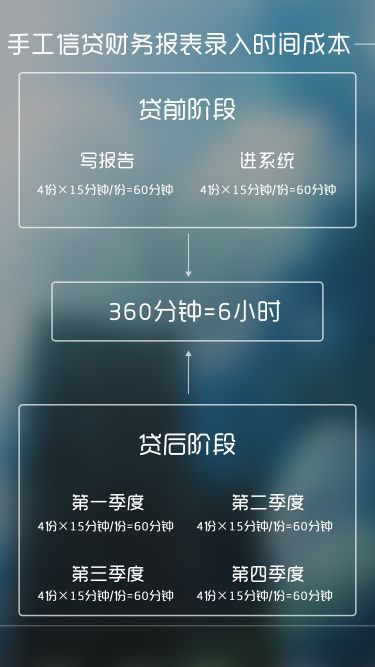 手工信贷财务报表录入时间成本
贷前阶段
写报告
进系统
4份×15分钟/份=60分钟
4份×15分钟/份=60分钟
360分钟=6小时
贷后阶段
第一季度
第二季度
4份×15分钟/份=60分钟
4份×15分钟/份=60分钟
第三季度
第四季度
4份×15分钟/份=60分钟
4份×15分钟/份=60分钟